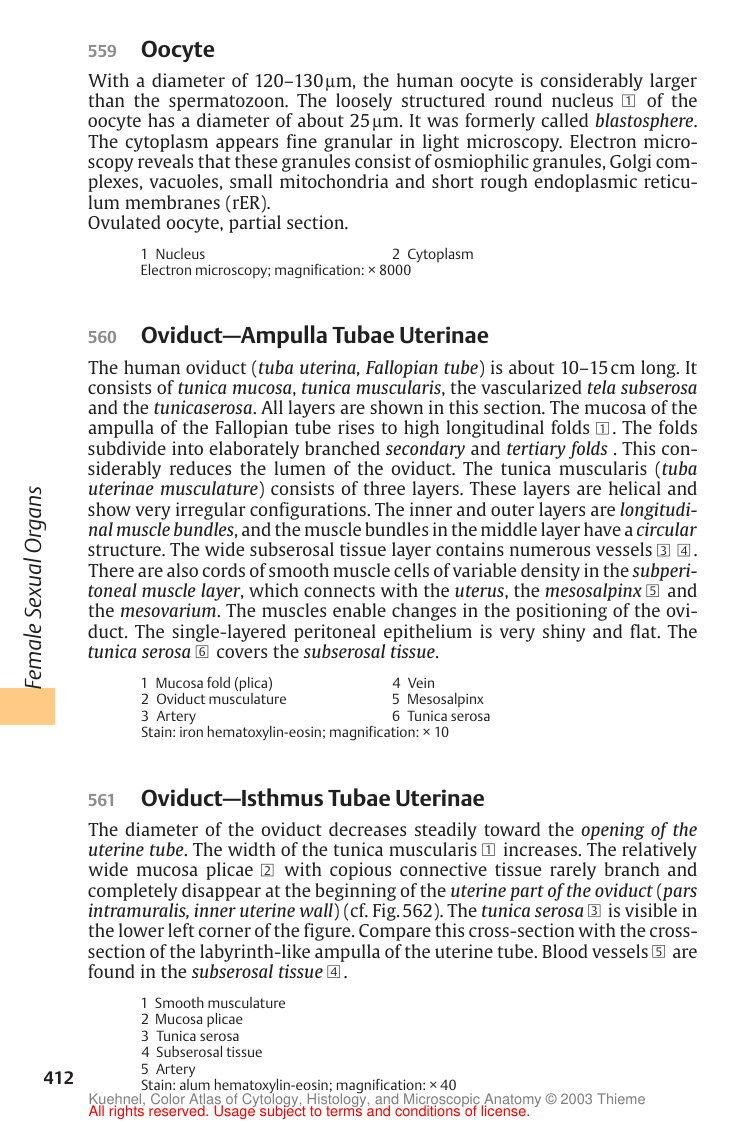 559 Oocyte
With a diameter of 120–130 µm, the human oocyte is considerably larger
than the spermatozoon. The loosely structured round nucleus 1 of the
oocyte has a diameter of about 25 µm. It was formerly called blastosphere.
The cytoplasm appears fine granular in light microscopy. Electron micro-
scopy reveals that these granules consist of osmiophilic granules, Golgi com-
plexes, vacuoles, small mitochondria and short rough endoplasmic reticu-
lum membranes (rER).
Ovulated oocyte, partial section.
1 Nucleus 2 Cytoplasm
Electron microscopy; magnification: × 8000
560 Oviduct—Ampulla Tubae Uterinae
The human oviduct (tuba uterina, Fallopian tube) is about 10–15 cm long. It
consists of tunica mucosa, tunica muscularis, the vascularized tela subserosa
and the tunicaserosa. All layers are shown in this section. The mucosa of the
ampulla of the Fallopian tube rises to high longitudinal folds 1. The folds
subdivide into elaborately branched secondary and tertiary folds . This con-
siderably reduces the lumen of the oviduct. The tunica muscularis (tuba
uterinae musculature) consists of three layers. These layers are helical and
show very irregular configurations. The inner and outer layers are longitudi-
nal muscle bundles, and the muscle bundles in the middle layer have a circular
structure. The wide subserosal tissue layer contains numerous vessels 3 4.
There are also cords of smooth muscle cells of variable density in the subperi-
toneal muscle layer, which connects with the uterus, the mesosalpinx 5 and
the mesovarium. The muscles enable changes in the positioning of the ovi-
duct. The single-layered peritoneal epithelium is very shiny and flat. The
tunica serosa 6 covers the subserosal tissue.
1 Mucosa fold (plica) 4 Vein
2 Oviduct musculature 5 Mesosalpinx
3 Artery 6 Tunica serosa
Stain: iron hematoxylin-eosin; magnification: × 10
561 Oviduct—Isthmus Tubae Uterinae
The diameter of the oviduct decreases steadily toward the opening of the
uterine tube. The width of the tunica muscularis 1 increases. The relatively
wide mucosa plicae 2 with copious connective tissue rarely branch and
completely disappear at the beginning of the uterine part of the oviduct (pars
intramuralis, inner uterine wall) (cf. Fig. 562). The tunica serosa 3 is visible in
the lower left corner of the figure. Compare this cross-section with the cross-
section of the labyrinth-like ampulla of the uterine tube. Blood vessels 5 are
found in the subserosal tissue 4.
1 Smooth musculature
2 Mucosa plicae
3 Tunica serosa
4 Subserosal tissue
5 Artery
Stain: alum hematoxylin-eosin; magnification: × 40
Female Sexual Organs
412
Kuehnel, Color Atlas of Cytology, Histology, and Microscopic Anatomy © 2003 Thieme
All rights reserved. Usage subject to terms and conditions of license.